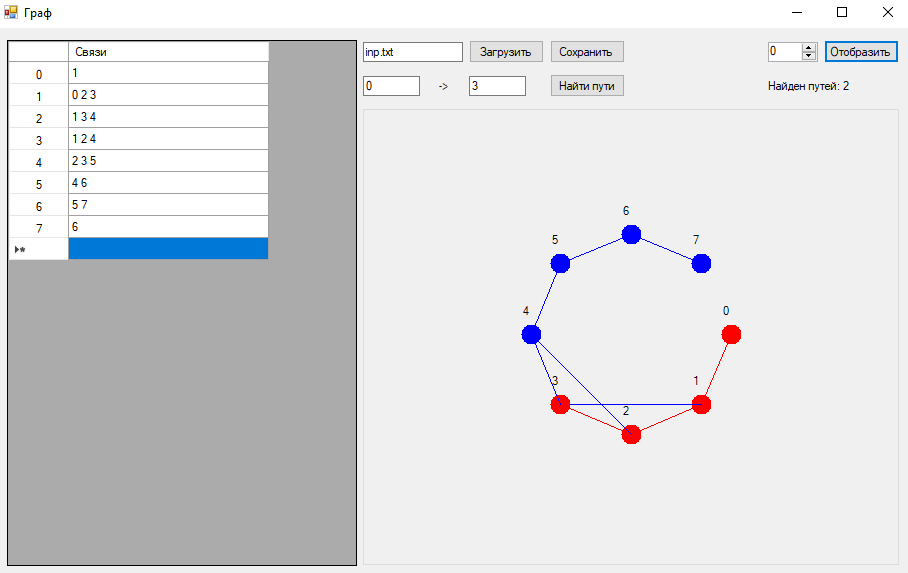 Граф
Связи
0 1
1 0 2 3
2 1 3 4
3 1 2 4
4 2 3 5
5 4 6
6 5 7
7 6
inp.txt Загрузить Сохранить 0 Отобразить
0 -> 3 Найти пути Найден путей: 2
6
5 7
4 0
3 1
2